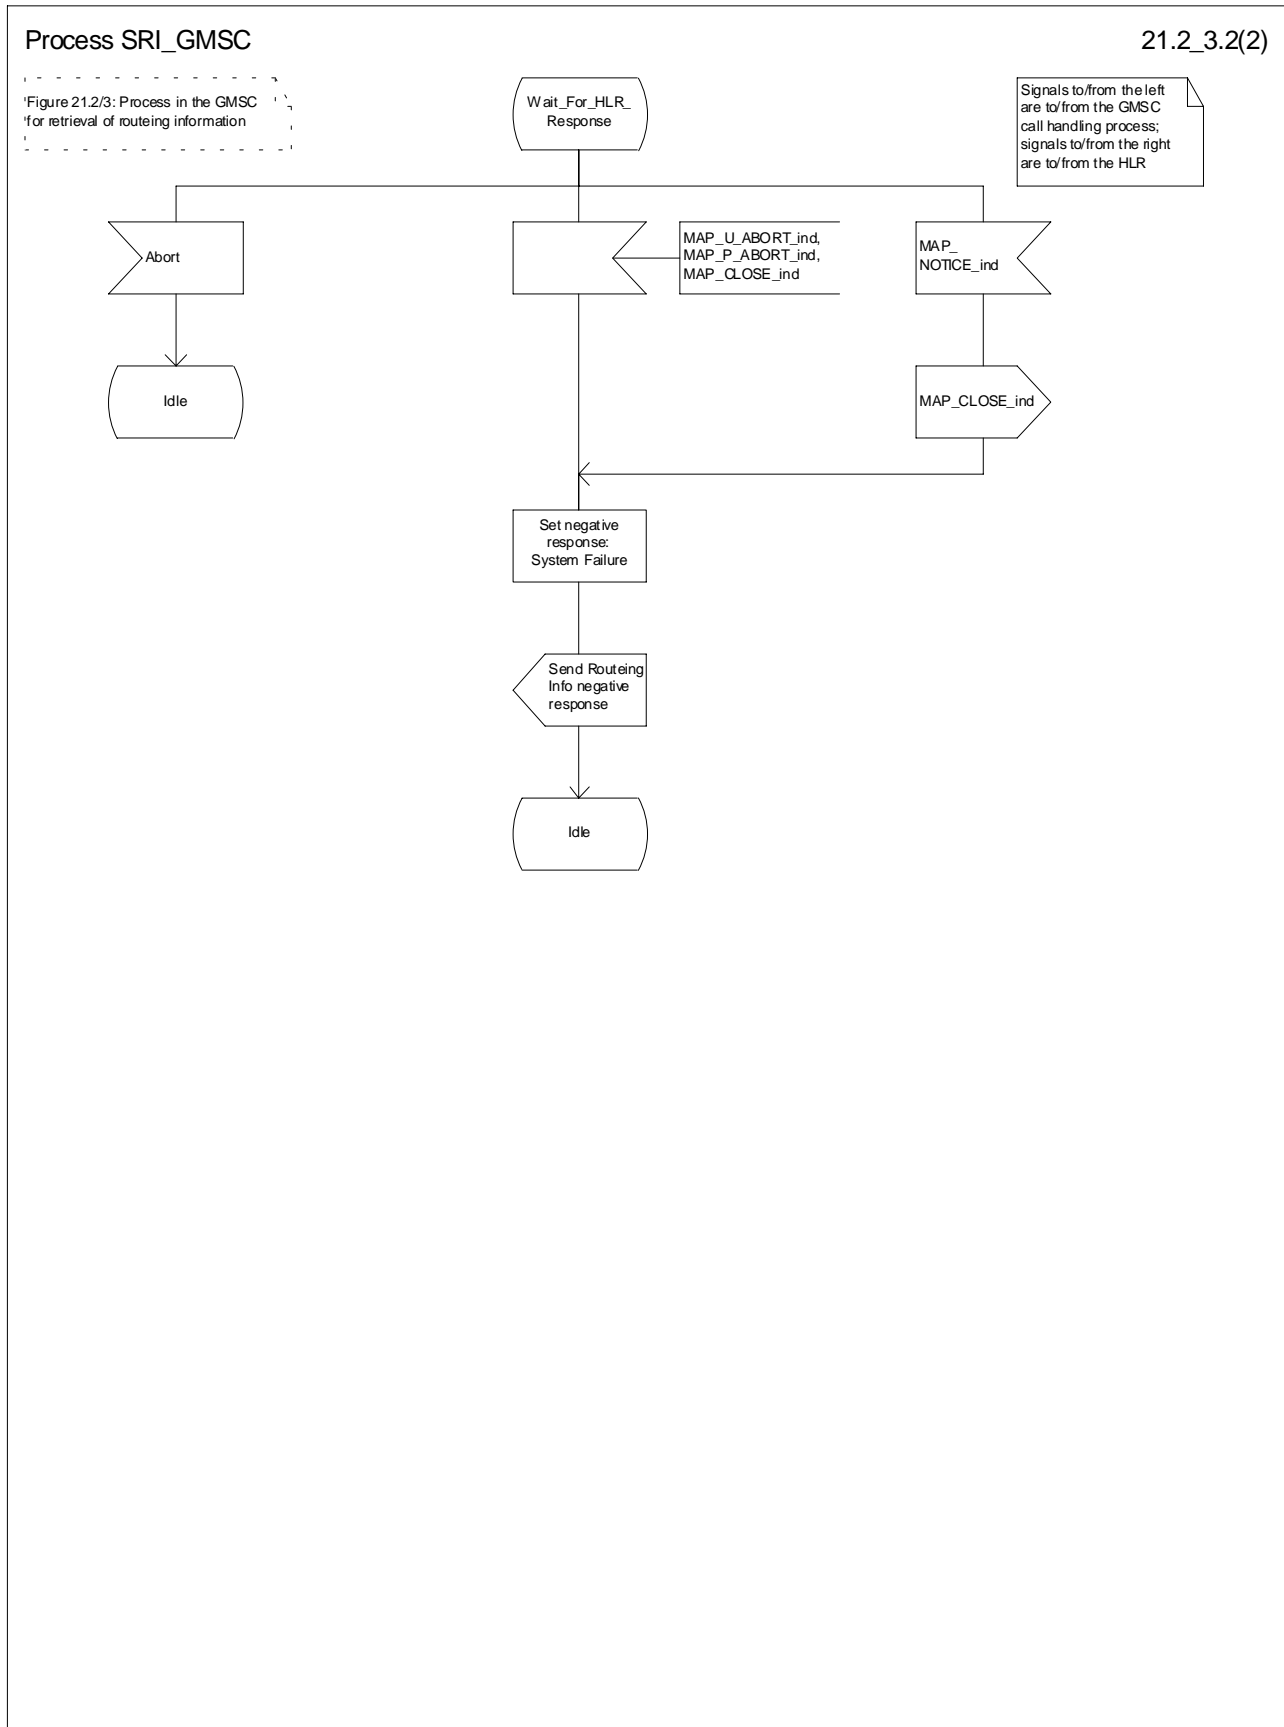 Process SRI_GMSC
21.2_3.2(2)
Figure 21.2/3: Process in the GMSC
for retrieval of routeing information
Wait_For_HLR_
Response
Signals to/from the left
are to/from the GMSC
call handling process;
signals to/from the right
are to/from the HLR
Abort
MAP_U_ABORT_ind,
MAP_P_ABORT_ind,
MAP_CLOSE_ind
MAP_
NOTICE_ind
Idle
MAP_CLOSE_ind
Set negative
response:
System Failure
Send Routeing
Info negative
response
Idle